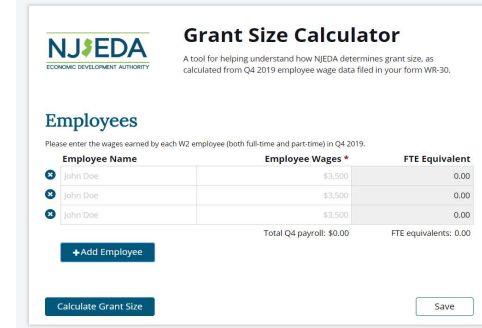 NJEDA
ECONOMIC DEVELOPMENT AUTHORITY
Grant Size Calculator
A tool for helping understand how NJEDA determines grant size, as
calculated from Q4 2019 employee wage data filed in your form WR-30.
Employees
Please enter the wages earned by each W2 employee (both full-time and part-time) in Q4 2019.
Employee Name Employee Wages * FTE Equivalent
John Doe $3,500 0.00
John Doe $3,500 0.00
John Doe $3,500 0.00
Total Q4 payroll: $0.00 FTE equivalents: 0.00
+Add Employee
Calculate Grant Size Save